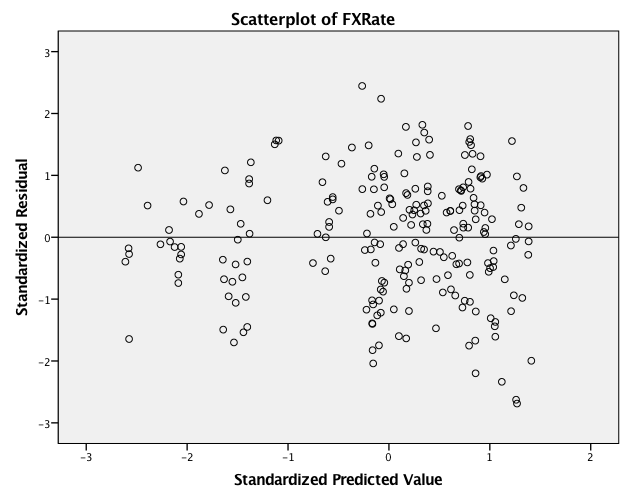 Scatterplot of FXRate
Standardized Residual
3
2
1
0
-1
-2
-3
-3 -2 -1 0 1 2
Standardized Predicted Value